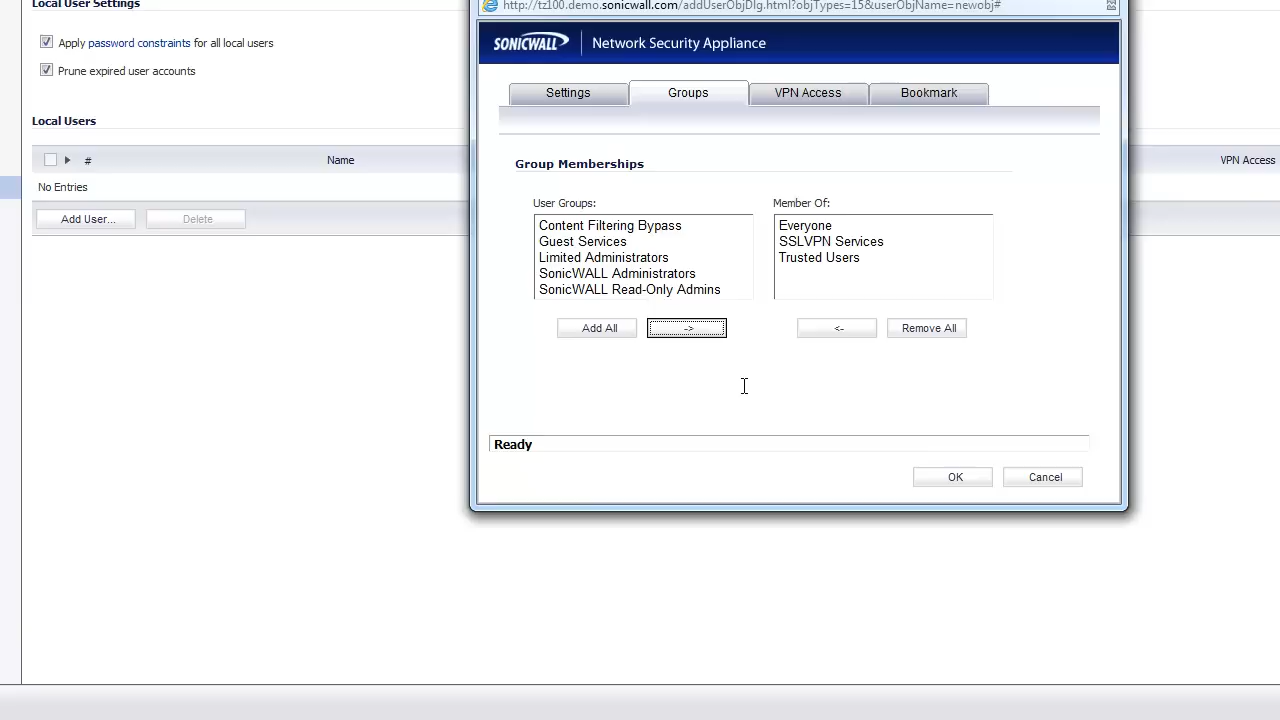 Local User Settings
Apply password constraints for all local users
Prune expired user accounts
Local Users
# Name VPN Access
No Entries
Add User... Delete
http://tz100.demo.sonicwall.com/addUserObjDlg.html?objTypes=15&userObjName=newobj#
SONICWALL Network Security Appliance
Settings Groups VPN Access Bookmark
Group Memberships
User Groups: Member Of:
Content Filtering Bypass Everyone
Guest Services SSLVPN Services
Limited Administrators Trusted Users
SonicWALL Administrators
SonicWALL Read-Only Admins
Add All -> <- Remove All
Ready
OK Cancel